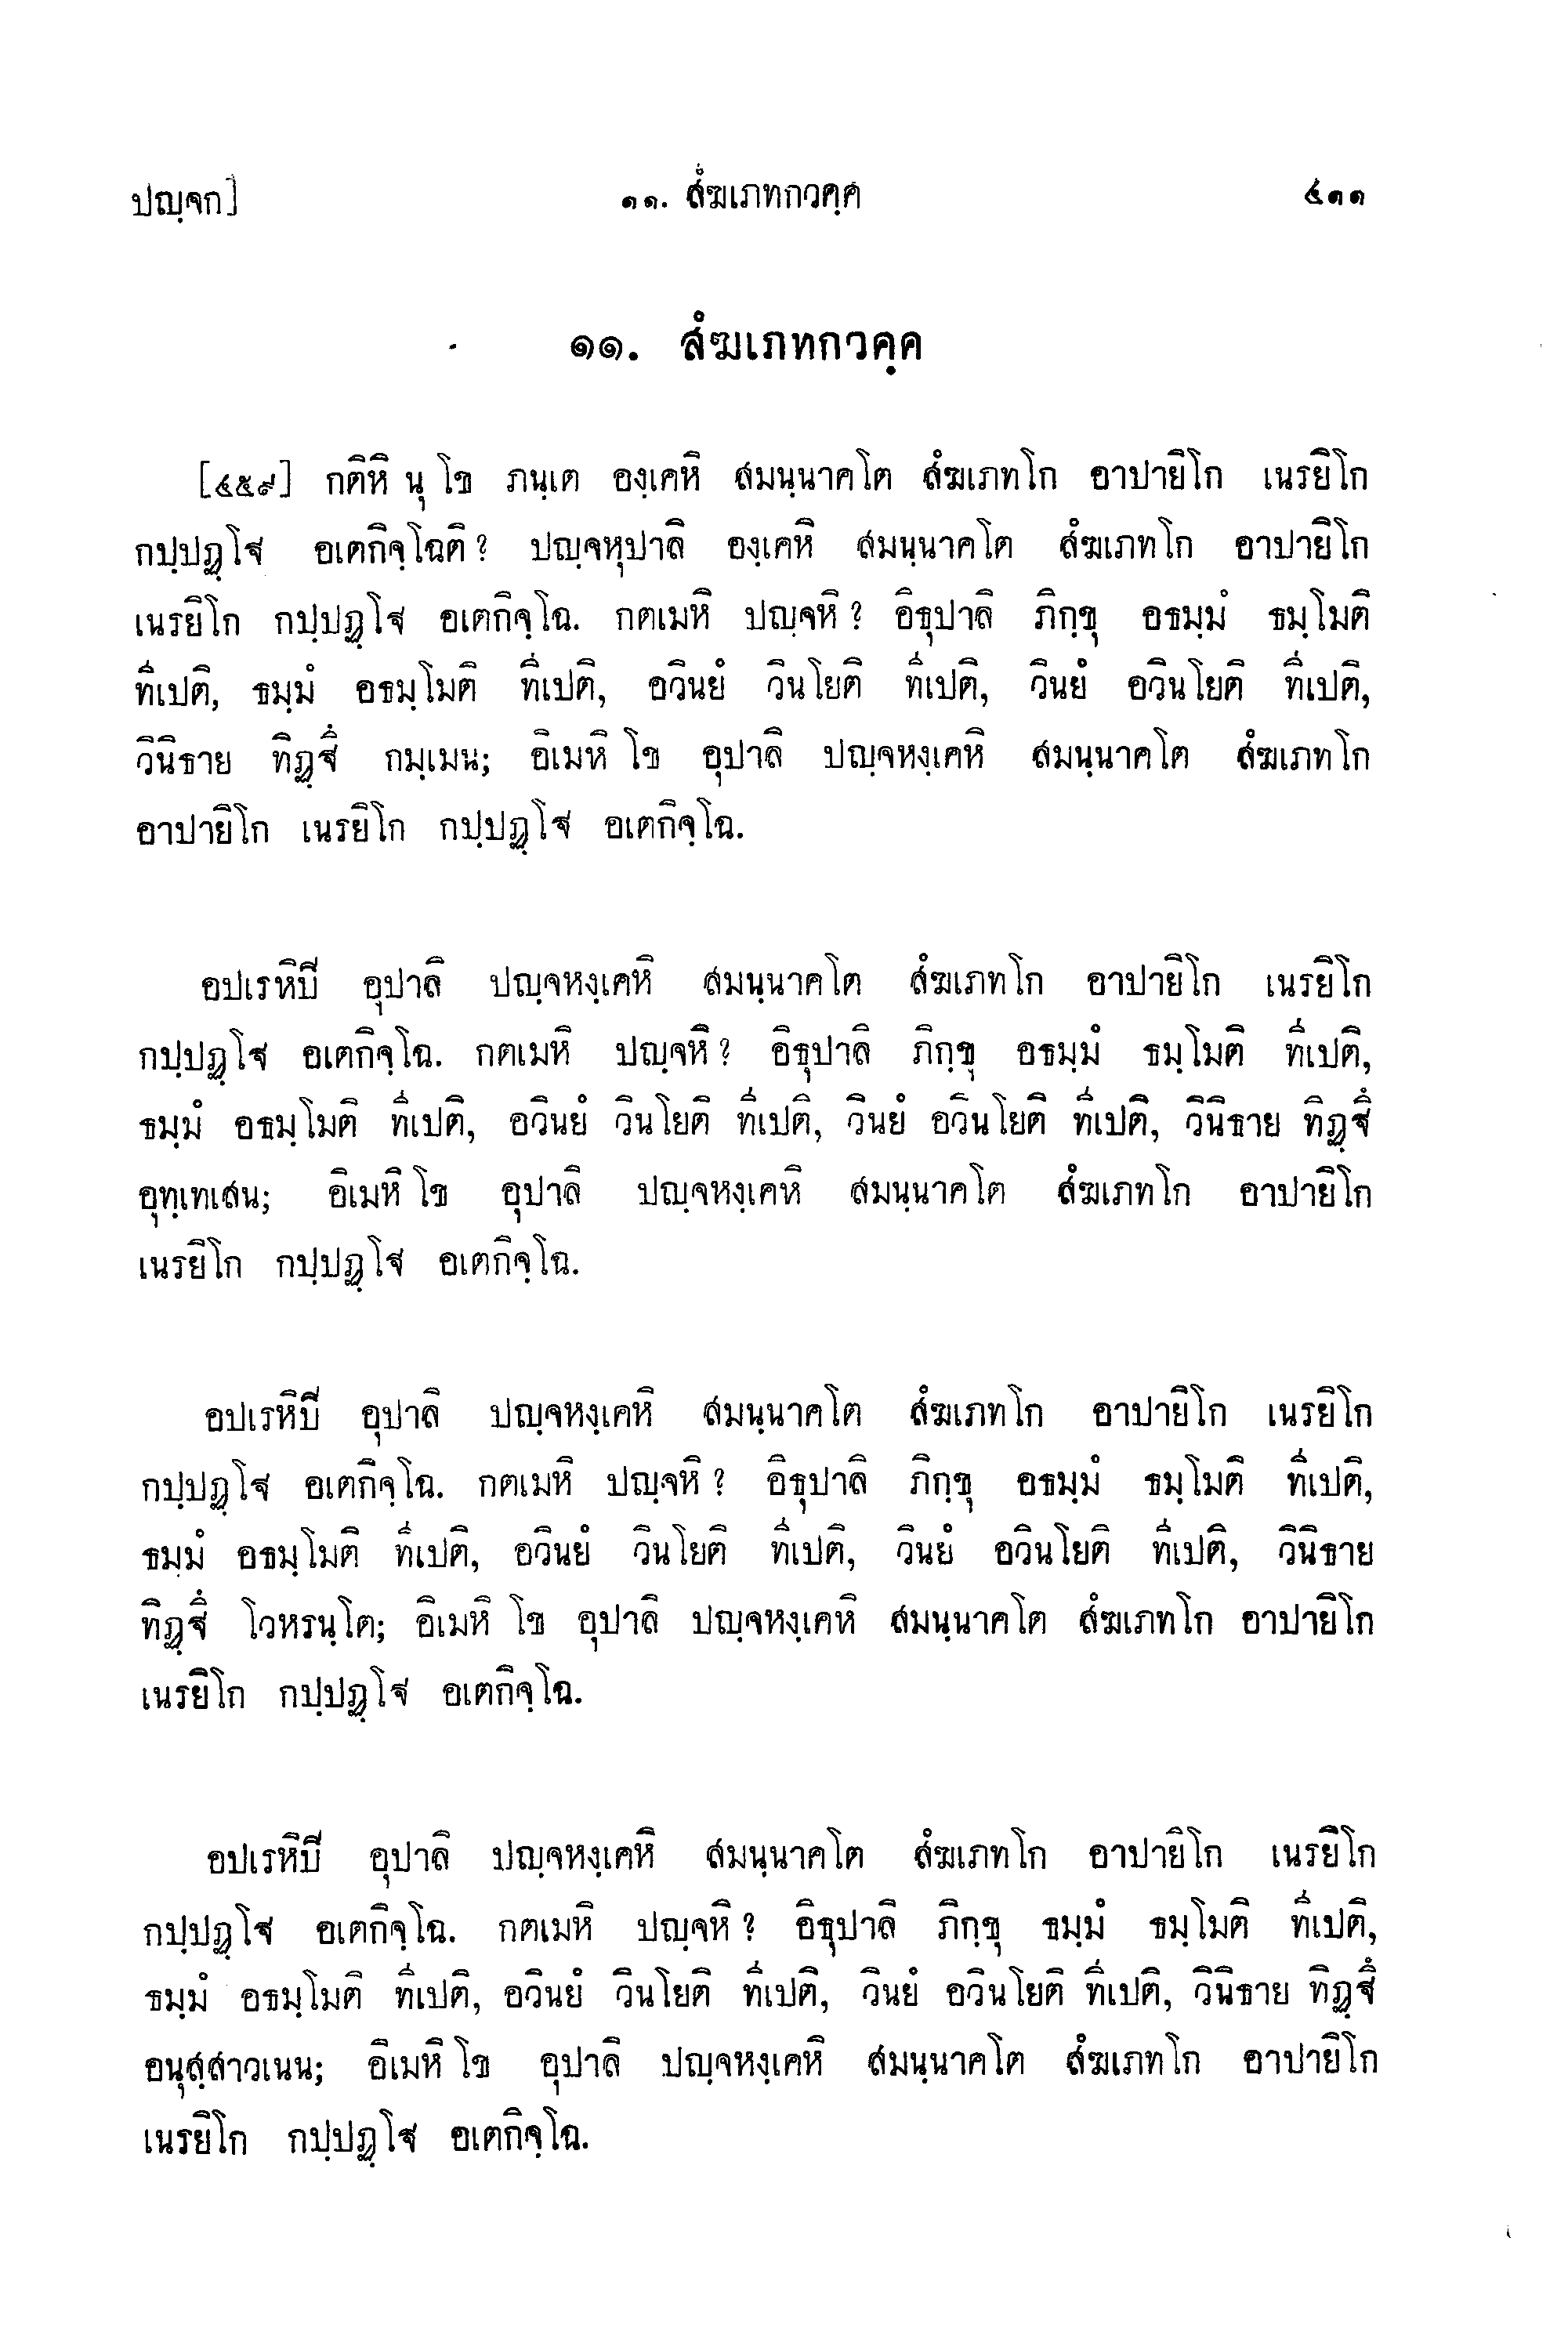 ปญฺจก] ๑๑. สํฆเภทกวคฺค ๕๑๑
๑๑. สํฆเภทกวคฺค
[๔๕๙] กติหิ นุ โข ภนฺเต องฺเคหิ สมนฺนาคโต สํฆเภทโก อาปายิโก เนรยิโก
กปฺปฏฺโฐ อเตกิจฺโฉติ? ปญฺจหุปาลิ องฺเคหิ สมนฺนาคโต สํฆเภทโก อาปายิโก
เนรยิโก กปฺปฏฺโฐ อเตกิจฺโฉ. กตเมหิ ปญฺจหิ? อิธุปาลิ ภิกฺขุ อธมฺมํ ธมฺโมติ
ทีเปติ, ธมฺมํ อธมฺโมติ ทีเปติ, อวินยํ วินโยติ ทีเปติ, วินยํ อวินโยติ ทีเปติ,
วินิธาย ทิฏฺฐึ กมฺเมน; อิเมหิ โข อุปาลิ ปญฺจหงฺเคหิ สมนฺนาคโต สํฆเภทโก
อาปายิโก เนรยิโก กปฺปฏฺโฐ อเตกิจฺโฉ.
อปเรหิปิ อุปาลิ ปญฺจหงฺเคหิ สมนฺนาคโต สํฆเภทโก อาปายิโก เนรยิโก
กปฺปฏฺโฐ อเตกิจฺโฉ. กตเมหิ ปญฺจหิ? อิธุปาลิ ภิกฺขุ อธมฺมํ ธมฺโมติ ทีเปติ,
ธมฺมํ อธมฺโมติ ทีเปติ, อวินยํ วินโยติ ทีเปติ, วินยํ อวินโยติ ทีเปติ, วินิธาย ทิฏฺฐึ
อุทฺเทเสน; อิเมหิ โข อุปาลิ ปญฺจหงฺเคหิ สมนฺนาคโต สํฆเภทโก อาปายิโก
เนรยิโก กปฺปฏฺโฐ อเตกิจฺโฉ.
อปเรหิปิ อุปาลิ ปญฺจหงฺเคหิ สมนฺนาคโต สํฆเภทโก อาปายิโก เนรยิโก
กปฺปฏฺโฐ อเตกิจฺโฉ. กตเมหิ ปญฺจหิ? อิธุปาลิ ภิกฺขุ อธมฺมํ ธมฺโมติ ทีเปติ,
ธมฺมํ อธมฺโมติ ทีเปติ, อวินยํ วินโยติ ทีเปติ, วินยํ อวินโยติ ทีเปติ, วินิธาย
ทิฏฺฐึ โวหรนฺโต; อิเมหิ โข อุปาลิ ปญฺจหงฺเคหิ สมนฺนาคโต สํฆเภทโก อาปายิโก
เนรยิโก กปฺปฏฺโฐ อเตกิจฺโฉ.
อปเรหิปิ อุปาลิ ปญฺจหงฺเคหิ สมนฺนาคโต สํฆเภทโก อาปายิโก เนรยิโก
กปฺปฏฺโฐ อเตกิจฺโฉ. กตเมหิ ปญฺจหิ? อิธุปาลิ ภิกฺขุ ธมฺมํ ธมฺโมติ ทีเปติ,
ธมฺมํ อธมฺโมติ ทีเปติ, อวินยํ วินโยติ ทีเปติ, วินยํ อวินโยติ ทีเปติ, วินิธาย ทิฏฺฐึ
อนุสฺสาวเนน; อิเมหิ โข อุปาลิ ปญฺจหงฺเคหิ สมนฺนาคโต สํฆเภทโก อาปายิโก
เนรยิโก กปฺปฏฺโฐ อเตกิจฺโฉ.